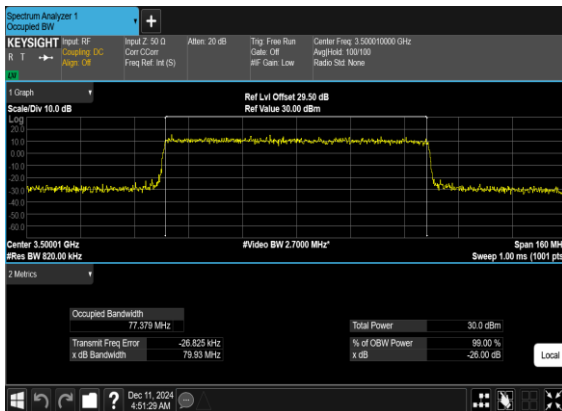 Spectrum Analyzer 1
Occupied BW
KEYSIGHT
R T
LXI
Input: RF
Coupling: DC
Align: Off
Input Z: 50 Ω
Corr CCorr
Freq Ref: Int (S)
Atten: 20 dB
Trig: Free Run
Gate: Off
#IF Gain: Low
Center Freq: 3.500010000 GHz
Avg|Hold: 100/100
Radio Std: None
1 Graph
Scale/Div 10.0 dB
Ref Lvl Offset 29.50 dB
Ref Value 30.00 dBm
Log
20.0
10.0
0.00
-10.0
-20.0
-30.0
-40.0
-50.0
-60.0
Center 3.50001 GHz
#Res BW 820.00 kHz
#Video BW 2.7000 MHz*
Span 160 MH
Sweep 1.00 ms (1001 pts
2 Metrics
Occupied Bandwidth
77.379 MHz
Transmit Freq Error -26.825 kHz
x dB Bandwidth 79.93 MHz
Total Power 30.0 dBm
% of OBW Power 99.00 %
x dB -26.00 dB
Local
?
Dec 11, 2024
4:51:29 AM